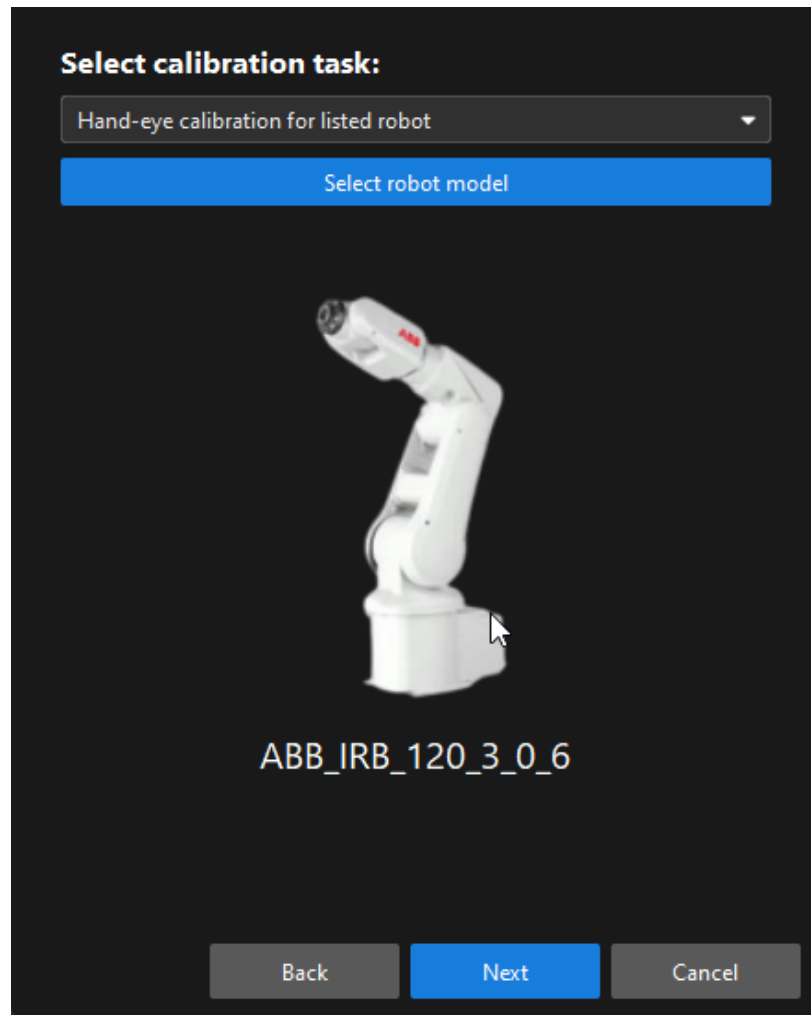 Select calibration task:
Hand-eye calibration for listed robot
Select robot model
ABB
ABB_IRB_120_3_0_6
Back
Next
Cancel